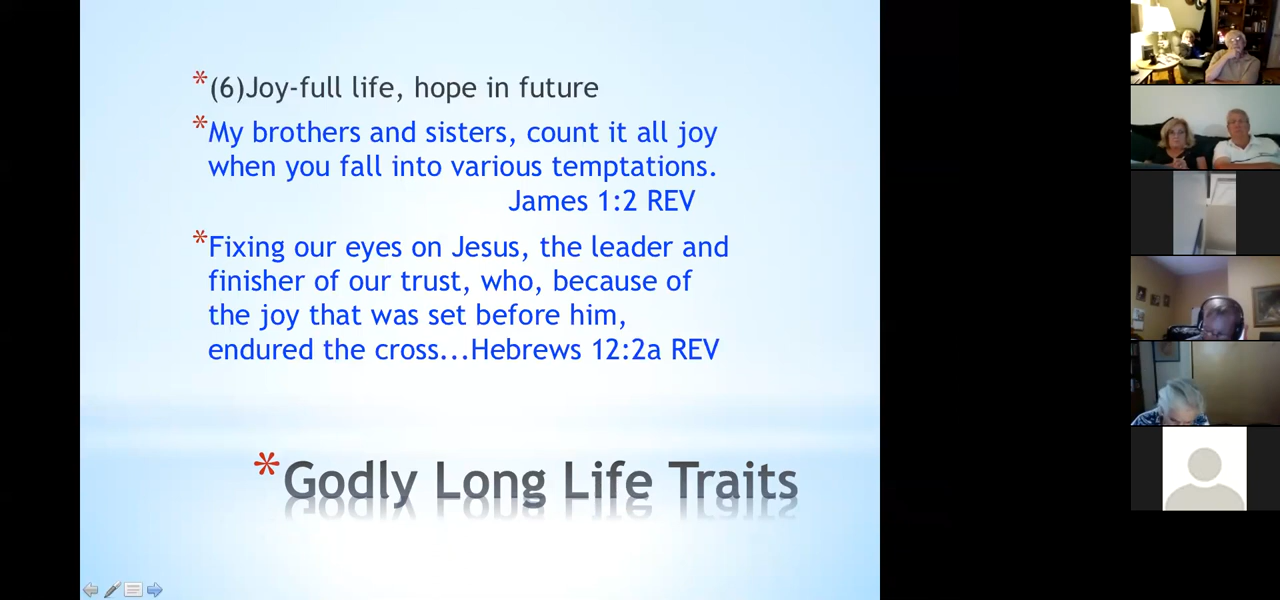 *(6)Joy-full life, hope in future
*My brothers and sisters, count it all joy
when you fall into various temptations.
James 1:2 REV
*Fixing our eyes on Jesus, the leader and
finisher of our trust, who, because of
the joy that was set before him,
endured the cross...Hebrews 12:2a REV
*Godly Long Life Traits